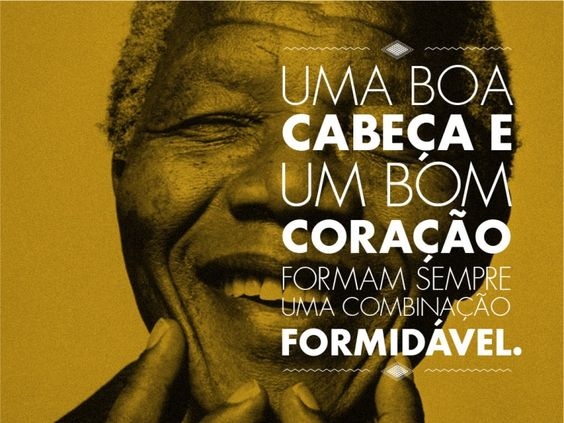 UMA BOA
CABEÇA E
UM BOM
CORAÇÃO
FORMAM SEMPRE
UMA COMBINAÇÃO
FORMIDÁVEL.